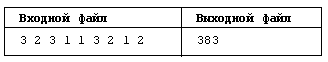 Входной файл Выходной файл
3 2 3 1 1 3 2 1 2 383